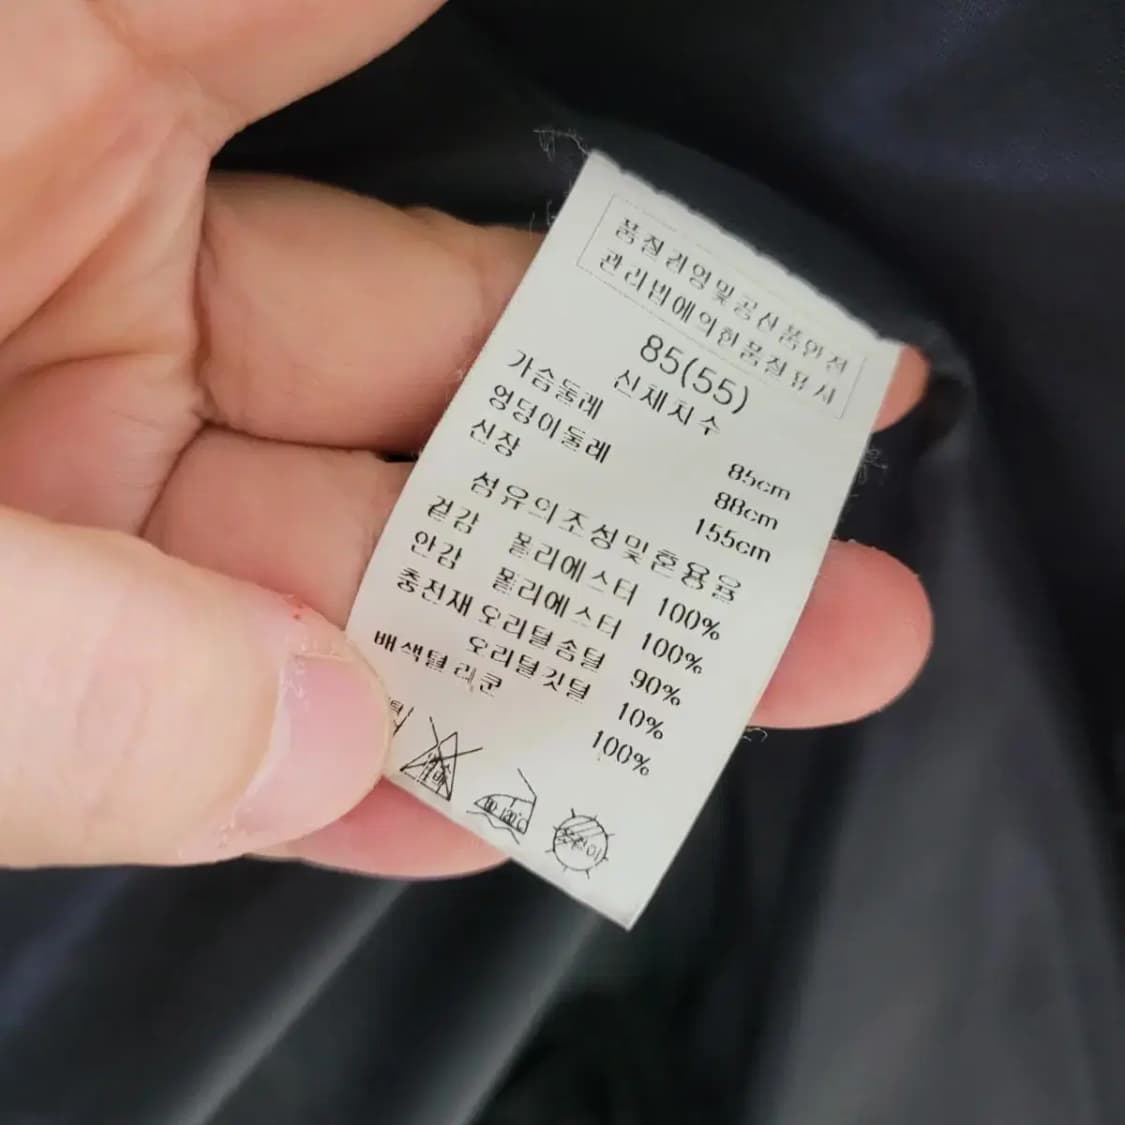 품질경영및공산품안전
관리법에의한품질표시
85(55)
신체치수
가슴둘레 85cm
엉덩이둘레 88cm
신장 155cm
섬유의조성및혼용율
겉감 폴리에스터 100%
안감 폴리에스터 100%
충전재 오리털솜털 90%
오리털깃털 10%
배색털 라쿤 100%